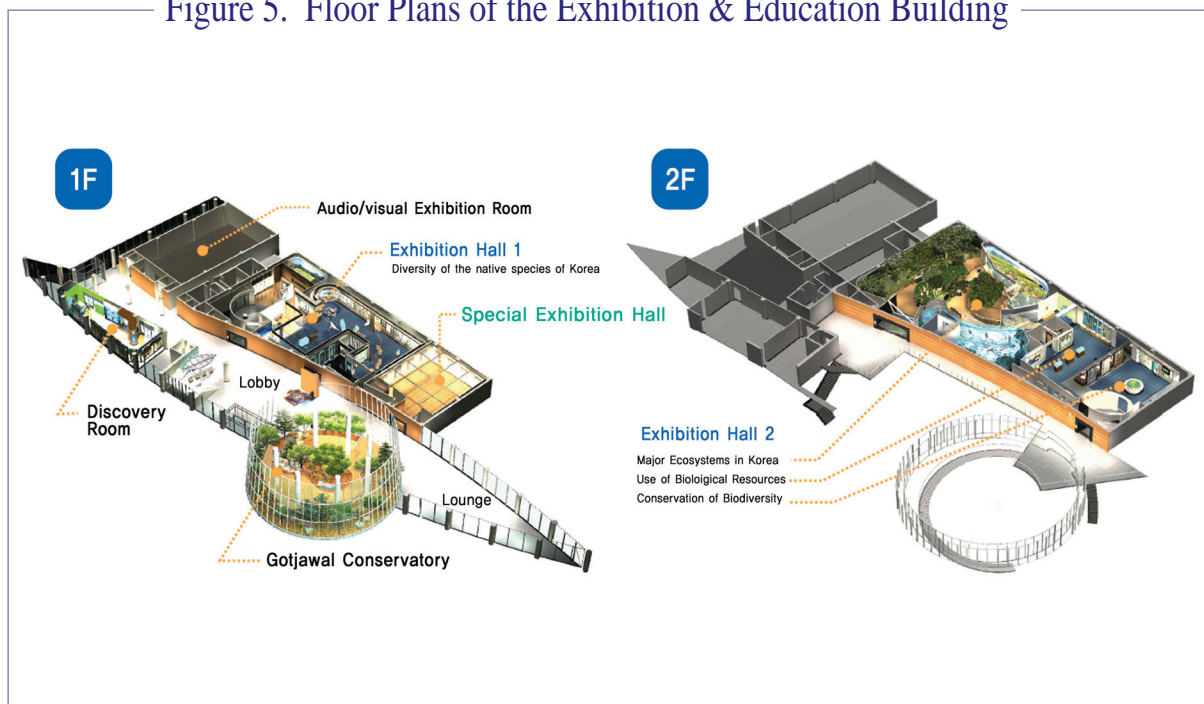 Figure 5. Floor Plans of the Exhibition & Education Building
1F
Audio/visual Exhibition Room
Exhibition Hall 1
Diversity of the native species of Korea
Special Exhibition Hall
Lobby
Discovery
Room
Lounge
Gotjawal Conservatory
2F
Exhibition Hall 2
Major Ecosystems in Korea
Use of Bioloigical Resources
Conservation of Biodiversity